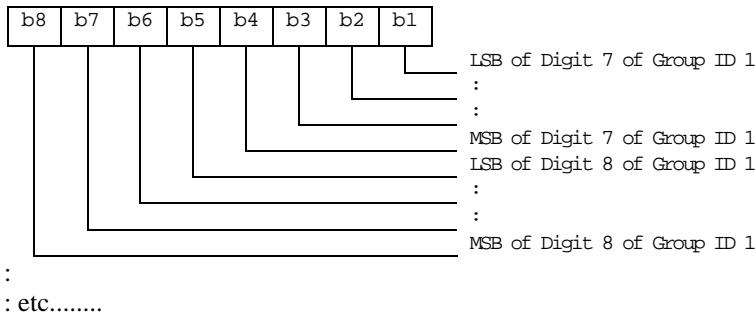 b8 b7 b6 b5 b4 b3 b2 b1
LSB of Digit 7 of Group ID 1
:
:
MSB of Digit 7 of Group ID 1
LSB of Digit 8 of Group ID 1
:
:
MSB of Digit 8 of Group ID 1
:
: etc........